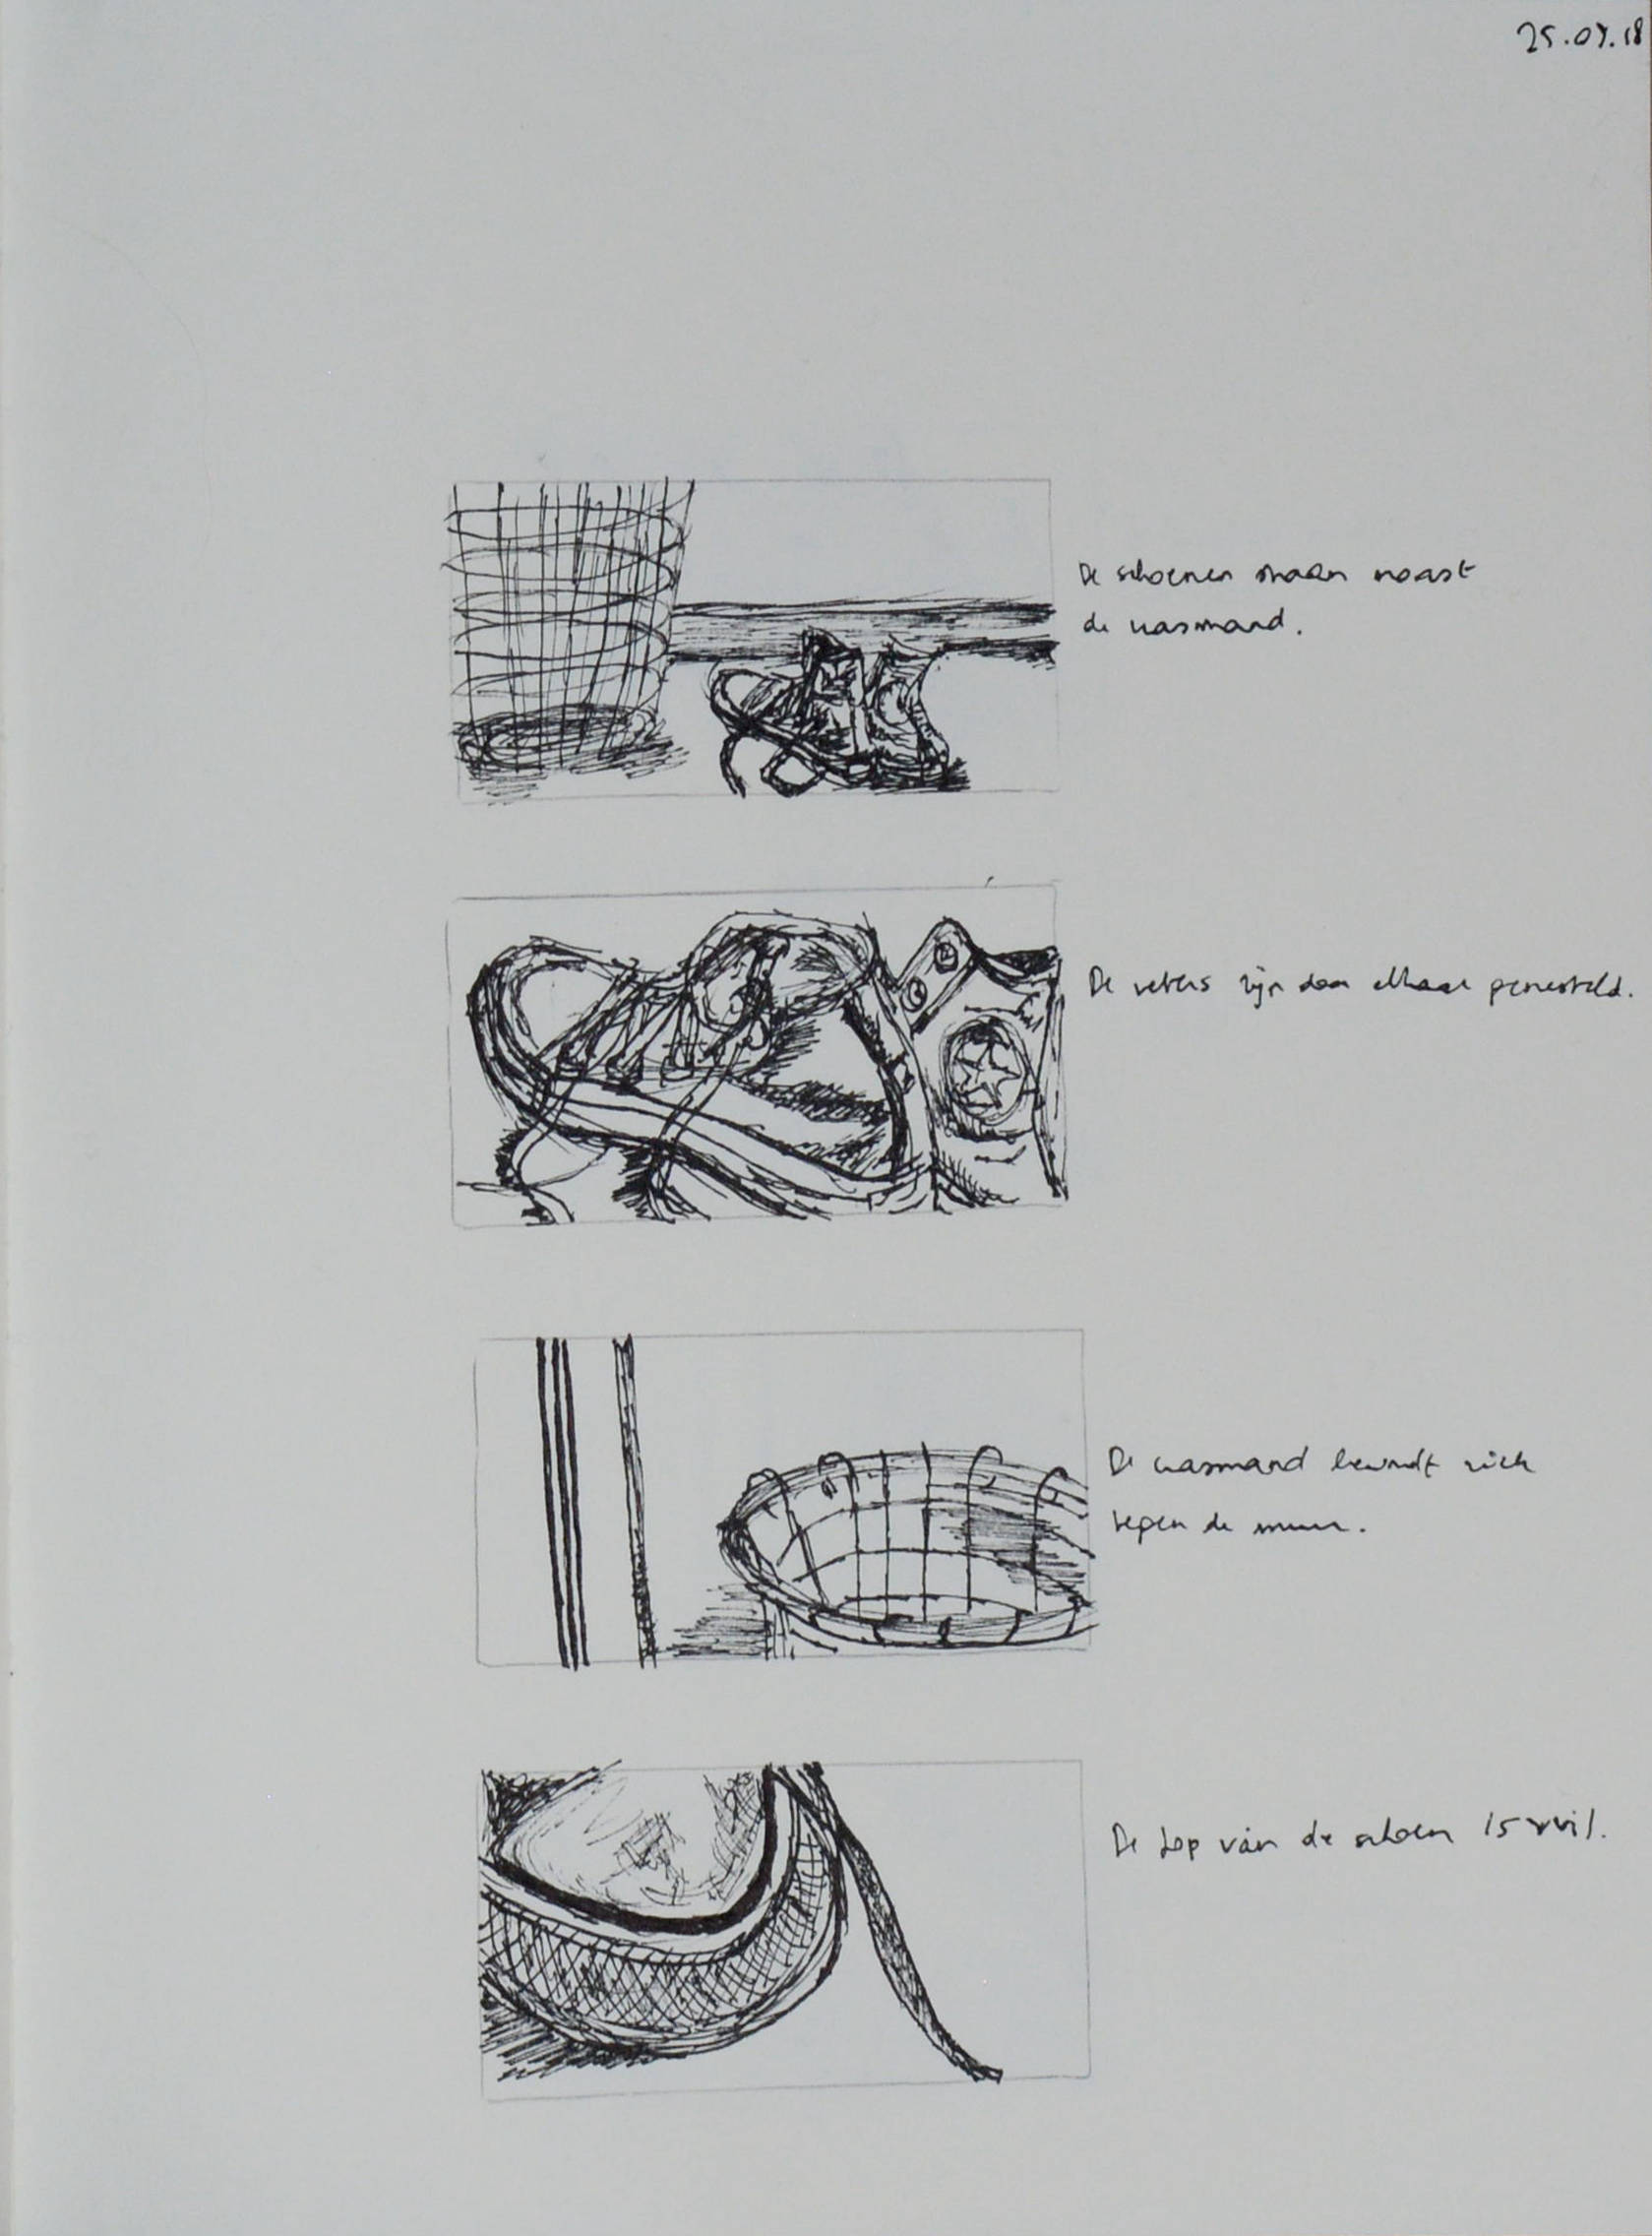 25.07.18
De schoenen staan naast
de wasmand.
De veters zijn door elkaar genesteld.
De wasmand bevindt zich
tegen de muur.
De top van de schoen is vuil.